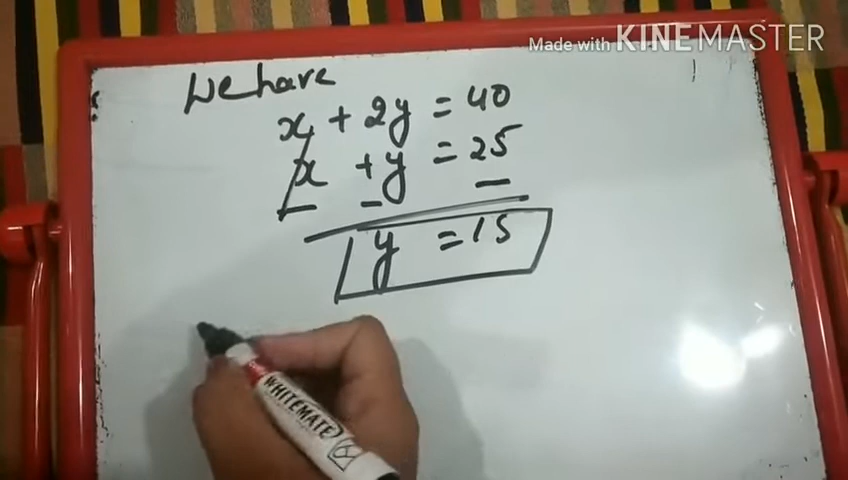 Made with KINEMASTER
We have
x + 2y = 40
x + y = 25
y = 15
WHITEMATE